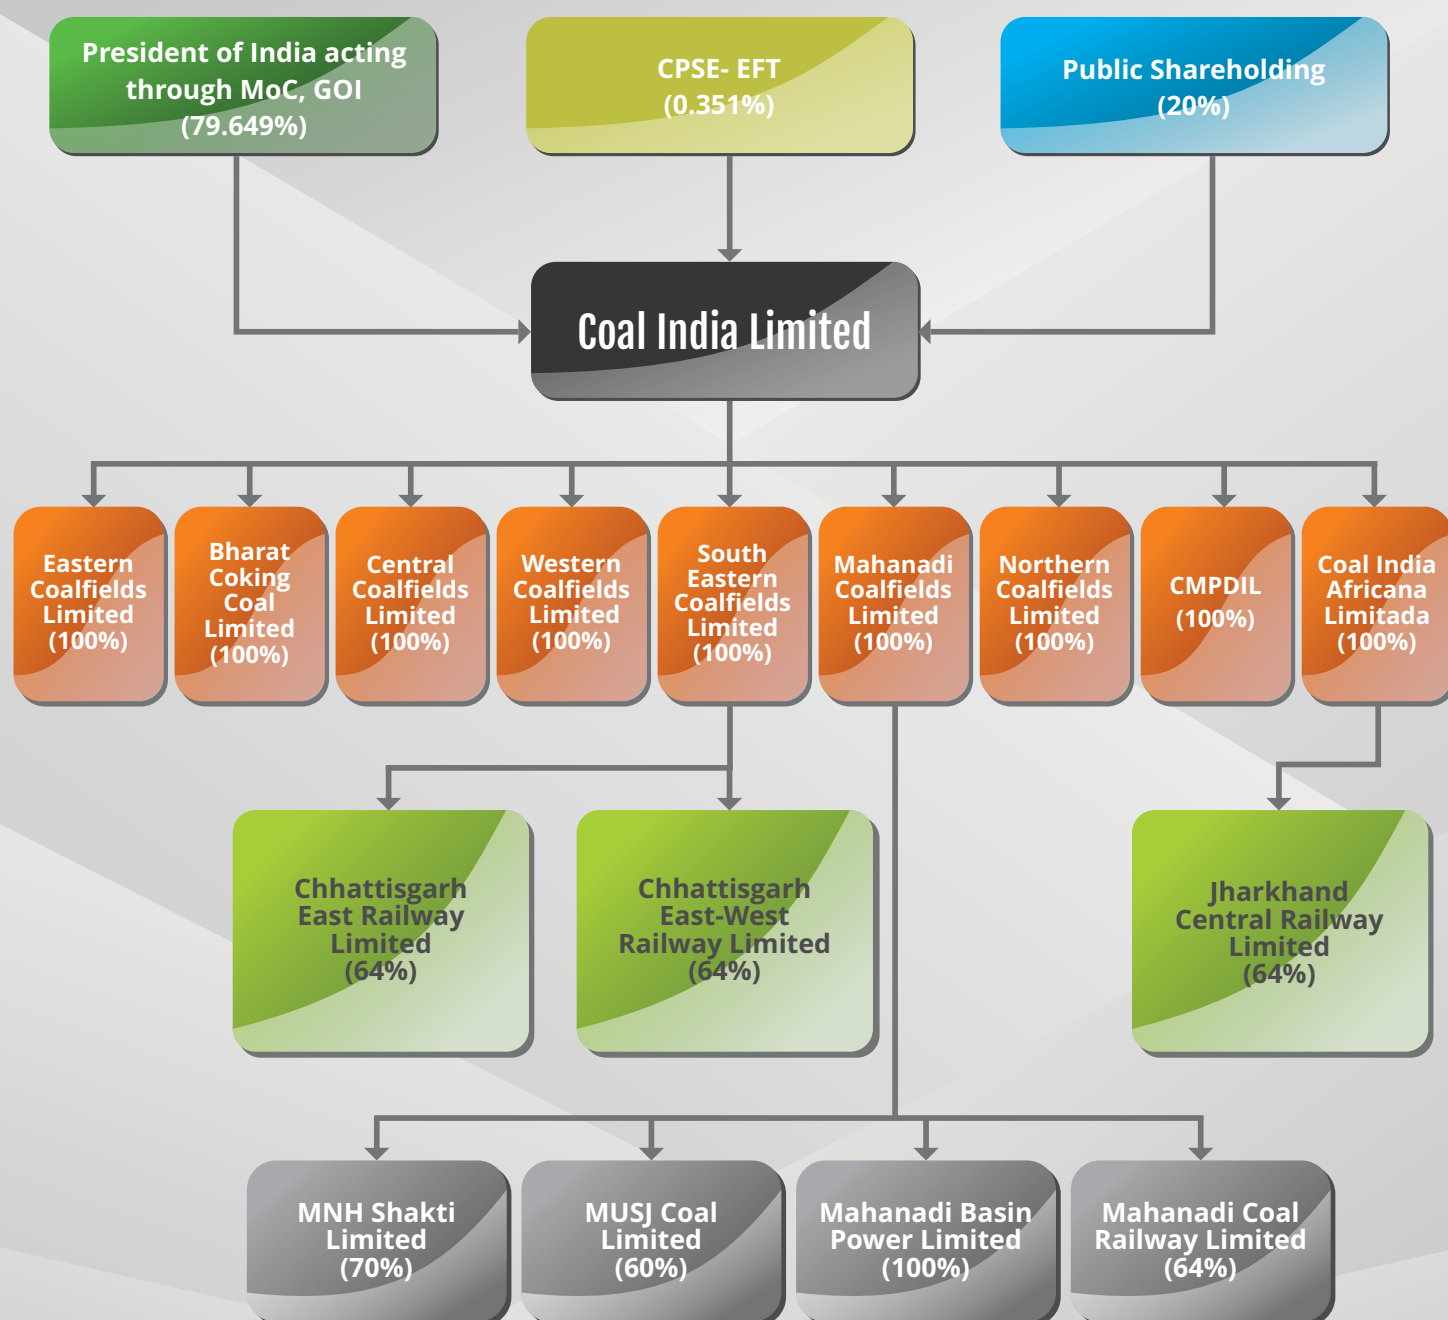 President of India acting
through MoC, GOI
(79.649%)
CPSE- EFT
(0.351%)
Public Shareholding
(20%)
Coal India Limited
Eastern
Coalfields
Limited
(100%)
Bharat
Coking
Coal
Limited
(100%)
Central
Coalfields
Limited
(100%)
Western
Coalfields
Limited
(100%)
South
Eastern
Coalfields
Limited
(100%)
Mahanadi
Coalfields
Limited
(100%)
Northern
Coalfields
Limited
(100%)
CMPDIL
(100%)
Coal India
Africana
Limitada
(100%)
Chhattisgarh
East Railway
Limited
(64%)
Chhattisgarh
East-West
Railway Limited
(64%)
Jharkhand
Central Railway
Limited
(64%)
MNH Shakti
Limited
(70%)
MUSJ Coal
Limited
(60%)
Mahanadi Basin
Power Limited
(100%)
Mahanadi Coal
Railway Limited
(64%)